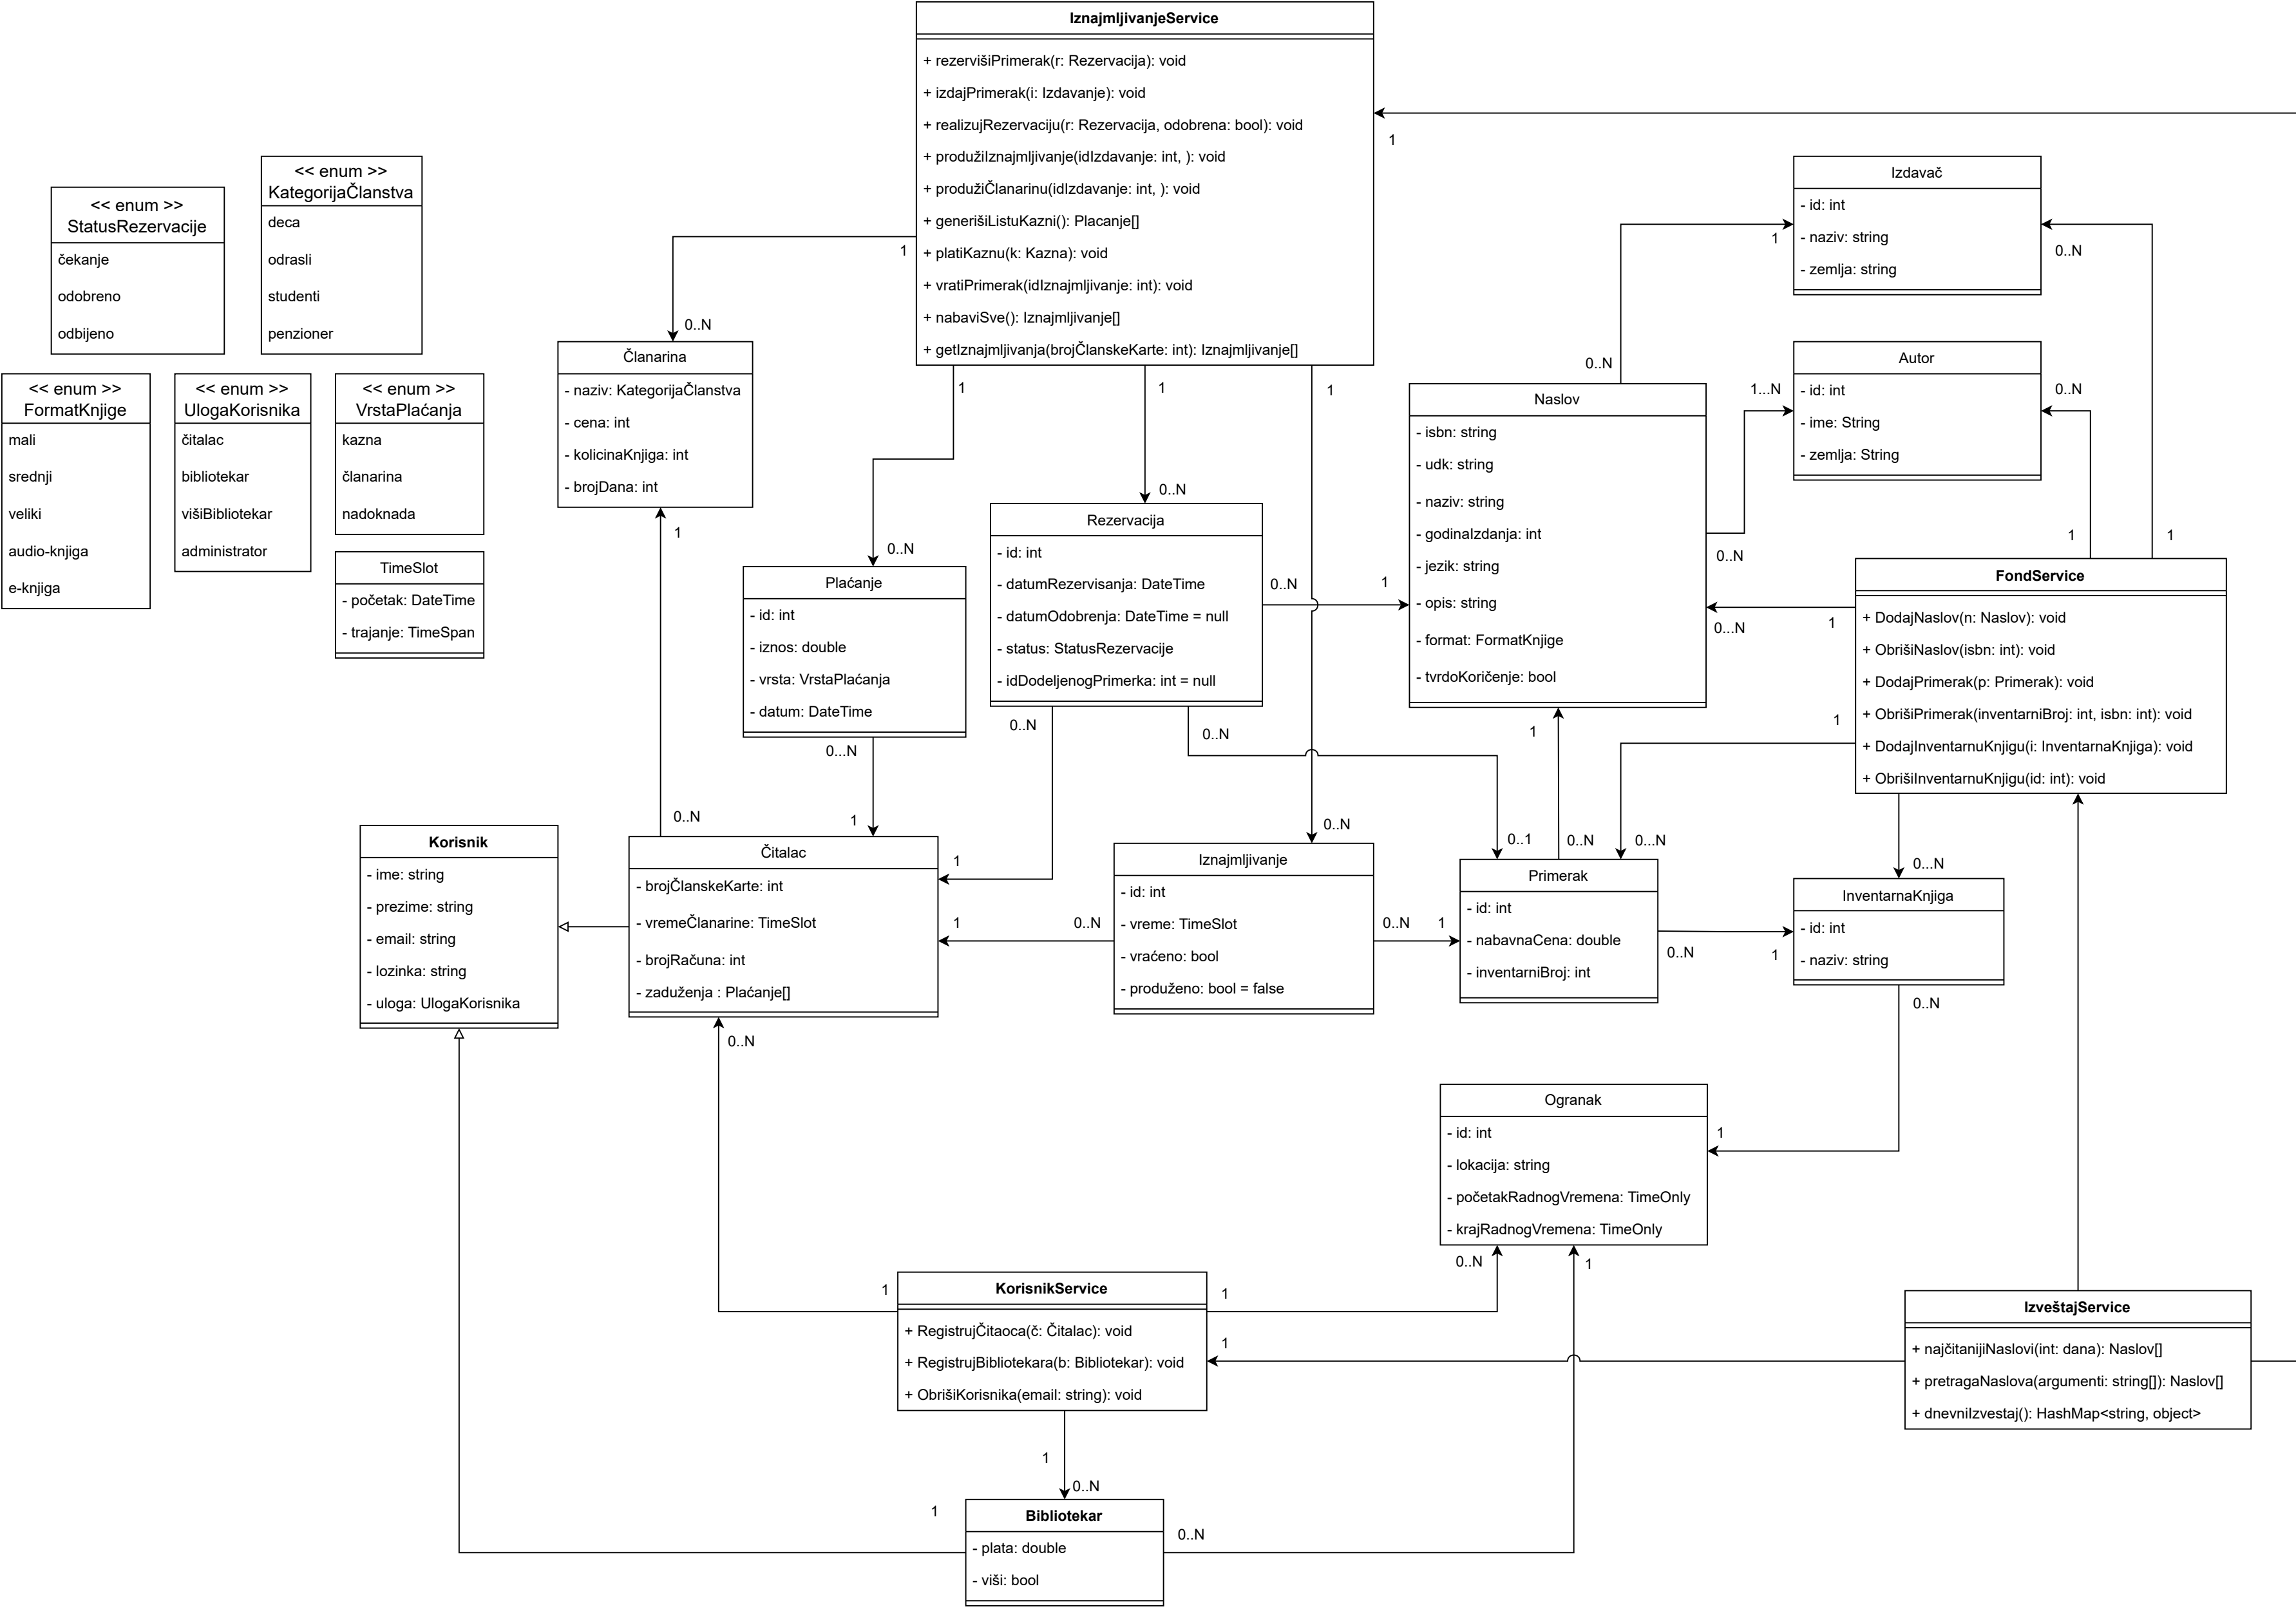 IznajmljivanjeService
+ rezervišiPrimerak(r: Rezervacija): void
+ izdajPrimerak(i: Izdavanje): void
+ realizujRezervaciju(r: Rezervacija, odobrena: bool): void
+ produžiIznajmljivanje(idIzdavanje: int, ): void
+ produžiČlanarinu(idIzdavanje: int, ): void
+ generišiListuKazni(): Placanje[]
+ platiKaznu(k: Kazna): void
+ vratiPrimerak(idIznajmljivanje: int): void
+ nabaviSve(): Iznajmljivanje[]
+ getIznajmljivanja(brojČlanskeKarte: int): Iznajmljivanje[]
1
1
1
1
1
<< enum >>
StatusRezervacije
čekanje
odobreno
odbijeno
<< enum >>
KategorijaČlanstva
deca
odrasli
studenti
penzioner
<< enum >>
FormatKnjige
mali
srednji
veliki
audio-knjiga
e-knjiga
<< enum >>
UlogaKorisnika
čitalac
bibliotekar
višiBibliotekar
administrator
<< enum >>
VrstaPlaćanja
kazna
članarina
nadoknada
TimeSlot
- početak: DateTime
- trajanje: TimeSpan
0..N
Članarina
- naziv: KategorijaČlanstva
- cena: int
- kolicinaKnjiga: int
- brojDana: int
1
0..N
0..N
Plaćanje
- id: int
- iznos: double
- vrsta: VrstaPlaćanja
- datum: DateTime
0...N
1
0..N
Rezervacija
- id: int
- datumRezervisanja: DateTime
- datumOdobrenja: DateTime = null
- status: StatusRezervacije
- idDodeljenogPrimerka: int = null
0..N
1
0..N
0..N
Izdavač
- id: int
- naziv: string
- zemlja: string
1
0..N
0..N
Autor
- id: int
- ime: String
- zemlja: String
1...N
0..N
0..N
Naslov
- isbn: string
- udk: string
- naziv: string
- godinaIzdanja: int
- jezik: string
- opis: string
- format: FormatKnjige
- tvrdoKoričenje: bool
0...N
1
1
1
FondService
+ DodajNaslov(n: Naslov): void
+ ObrišiNaslov(isbn: int): void
+ DodajPrimerak(p: Primerak): void
+ ObrišiPrimerak(inventarniBroj: int, isbn: int): void
+ DodajInventarnuKnjigu(i: InventarnaKnjiga): void
+ ObrišiInventarnuKnjigu(id: int): void
1
1
Korisnik
- ime: string
- prezime: string
- email: string
- lozinka: string
- uloga: UlogaKorisnika
Čitalac
- brojČlanskeKarte: int
- vremeČlanarine: TimeSlot
- brojRačuna: int
- zaduženja : Plaćanje[]
1
1
0..N
0..N
0..N
Iznajmljivanje
- id: int
- vreme: TimeSlot
- vraćeno: bool
- produženo: bool = false
0..N
1
0..1
0..N
0...N
Primerak
- id: int
- nabavnaCena: double
- inventarniBroj: int
0..N
1
0...N
InventarnaKnjiga
- id: int
- naziv: string
0..N
Ogranak
- id: int
- lokacija: string
- početakRadnogVremena: TimeOnly
- krajRadnogVremena: TimeOnly
1
0..N
1
KorisnikService
+ RegistrujČitaoca(č: Čitalac): void
+ RegistrujBibliotekara(b: Bibliotekar): void
+ ObrišiKorisnika(email: string): void
1
1
1
1
0..N
IzveštajService
+ najčitanijiNaslovi(int: dana): Naslov[]
+ pretragaNaslova(argumenti: string[]): Naslov[]
+ dnevniIzvestaj(): HashMap<string, object>
1
Bibliotekar
- plata: double
- viši: bool
0..N